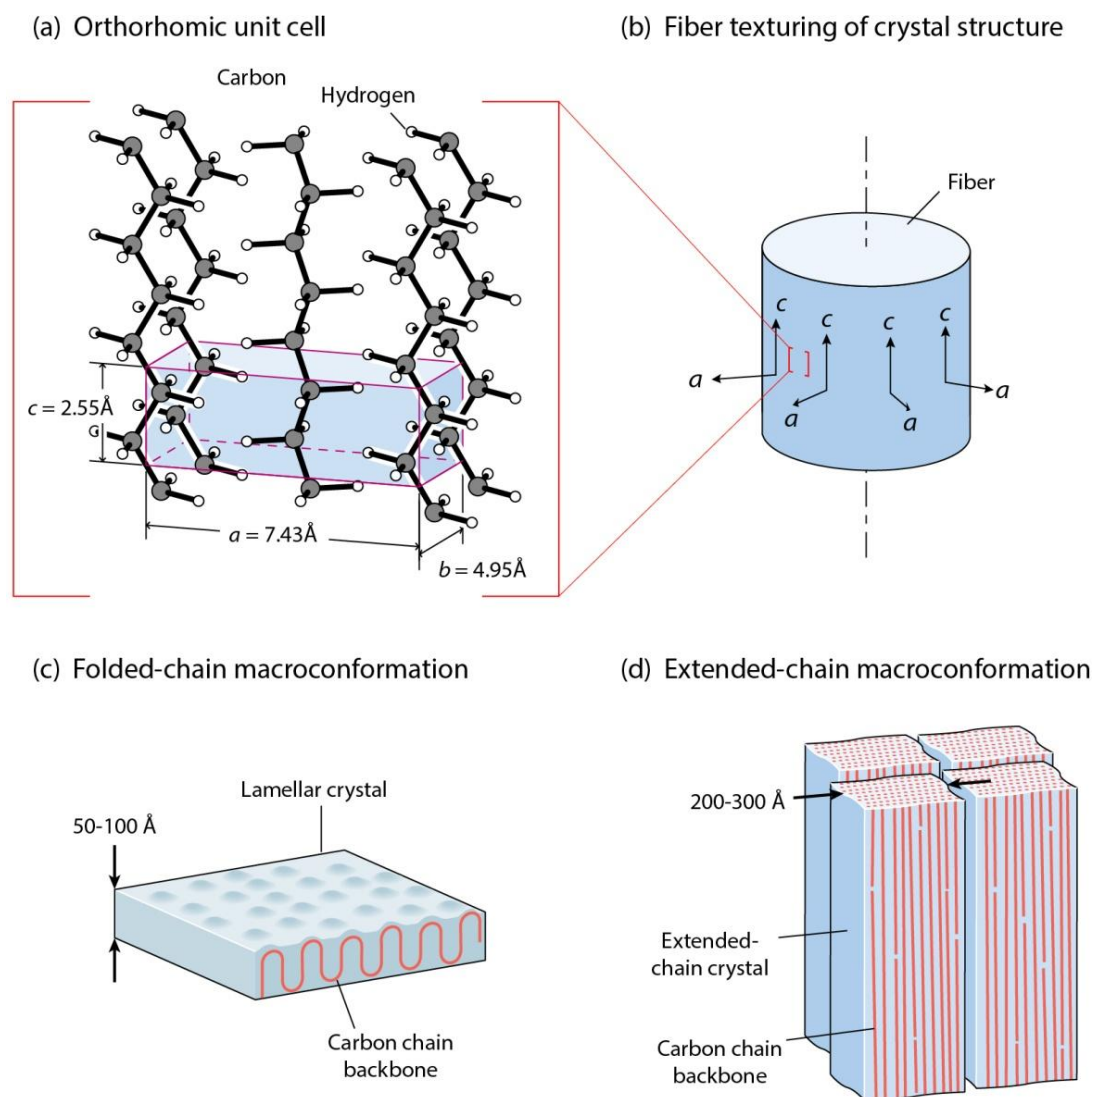 (a) Orthorhomic unit cell
(b) Fiber texturing of crystal structure
Carbon
Hydrogen
c = 2.55Å
a = 7.43Å
b = 4.95Å
Fiber
c
c
c
c
a
a
a
a
(c) Folded-chain macroconformation
(d) Extended-chain macroconformation
Lamellar crystal
50-100 Å
Carbon chain
backbone
200-300 Å
Extended-
chain crystal
Carbon chain
backbone